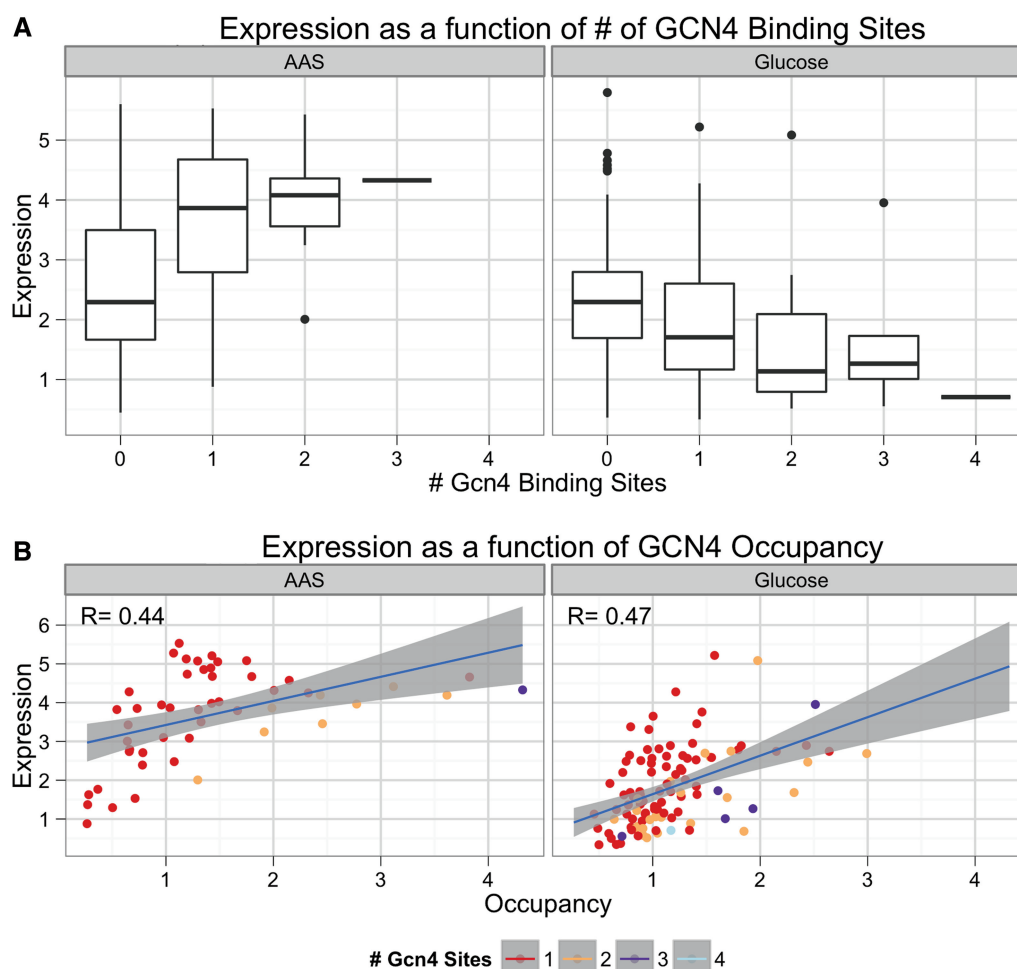 A
Expression as a function of # of GCN4 Binding Sites
AAS
Glucose
Expression
5
4
3
2
1
0 1 2 3 4
0 1 2 3 4
# Gcn4 Binding Sites
B
Expression as a function of GCN4 Occupancy
AAS
Glucose
R= 0.44
R= 0.47
Expression
6
5
4
3
2
1
1 2 3 4
1 2 3 4
Occupancy
# Gcn4 Sites 1 2 3 4